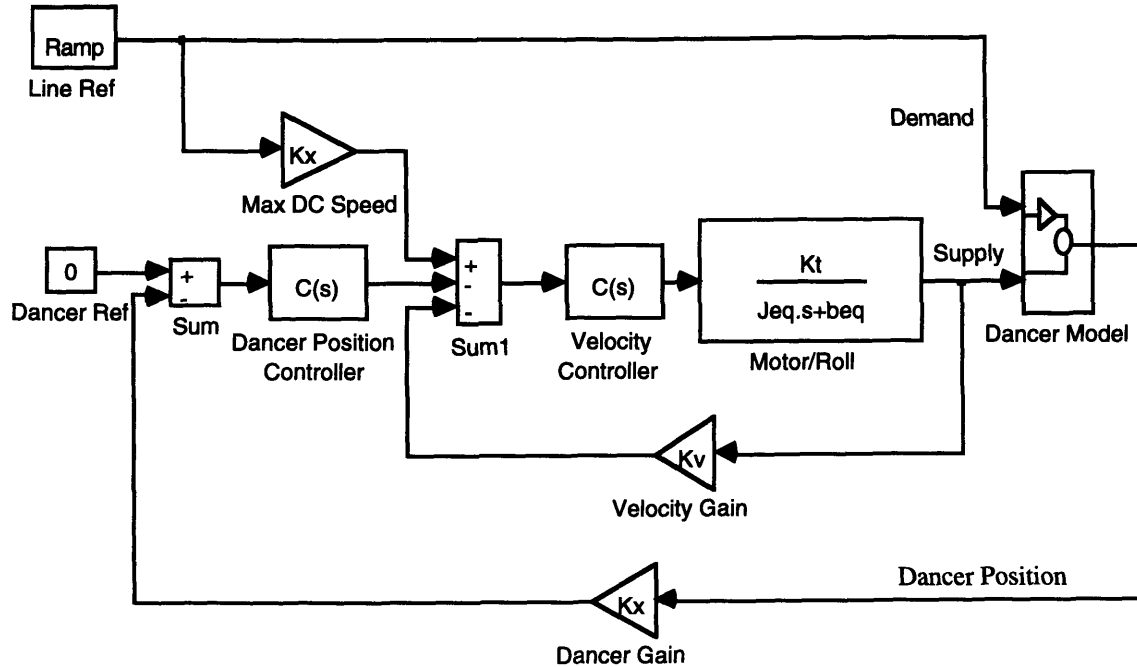 Ramp
Line Ref
Demand
Kx
Max DC Speed
0
Dancer Ref
+
-
Sum
C(s)
Dancer Position
Controller
+
-
-
Sum1
C(s)
Velocity
Controller
Kt
Jeq.s+beq
Motor/Roll
Supply
Dancer Model
Kv
Velocity Gain
Dancer Position
Kx
Dancer Gain